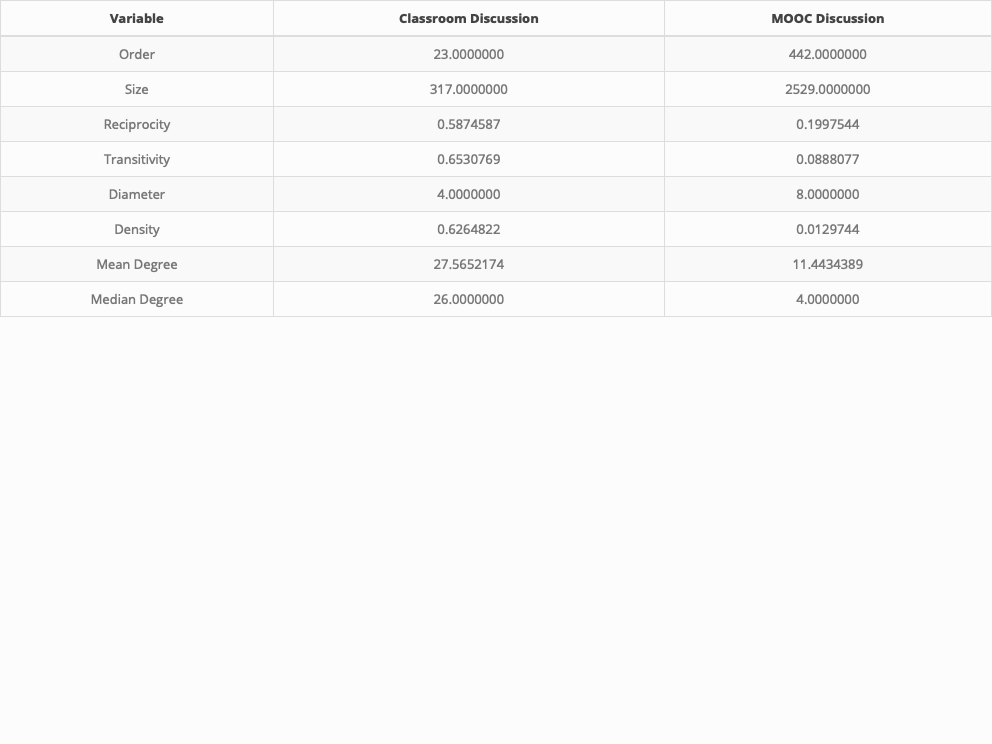 Variable Classroom Discussion MOOC Discussion
Order 23.0000000 442.0000000
Size 317.0000000 2529.0000000
Reciprocity 0.5874587 0.1997544
Transitivity 0.6530769 0.0888077
Diameter 4.0000000 8.0000000
Density 0.6264822 0.0129744
Mean Degree 27.5652174 11.4434389
Median Degree 26.0000000 4.0000000